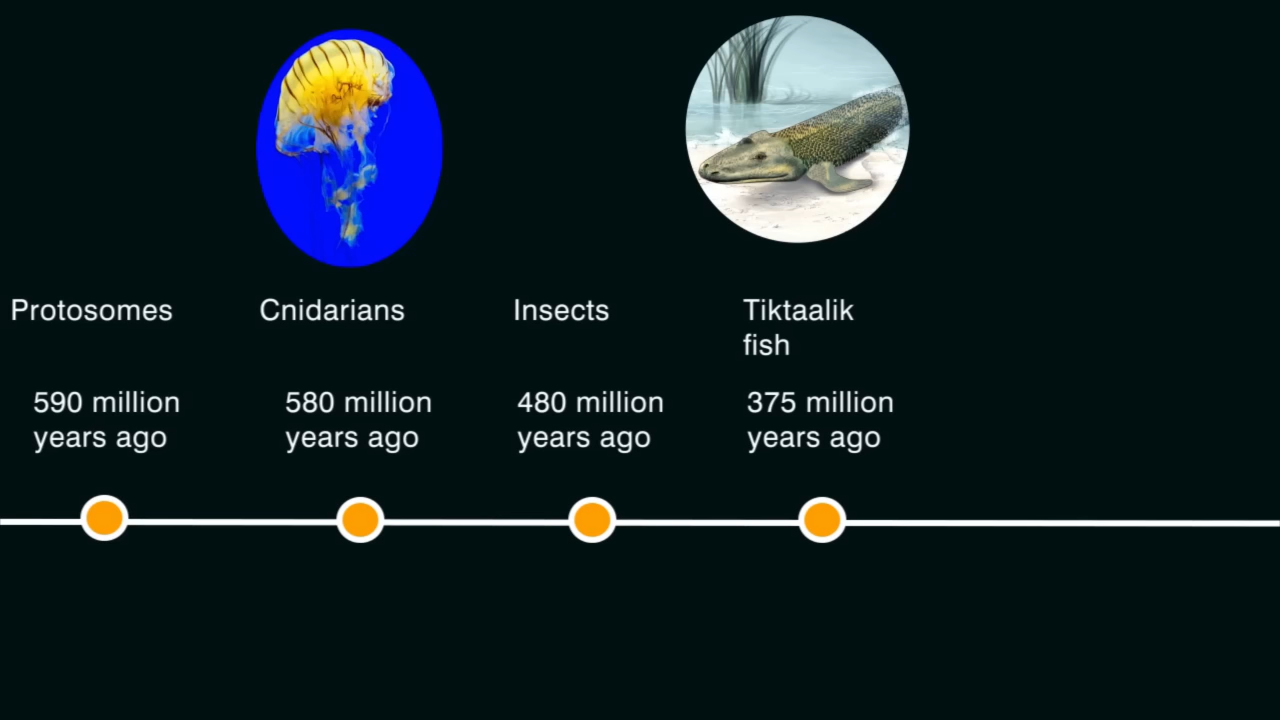 Protosomes
Cnidarians
Insects
Tiktaalik
fish
590 million
years ago
580 million
years ago
480 million
years ago
375 million
years ago